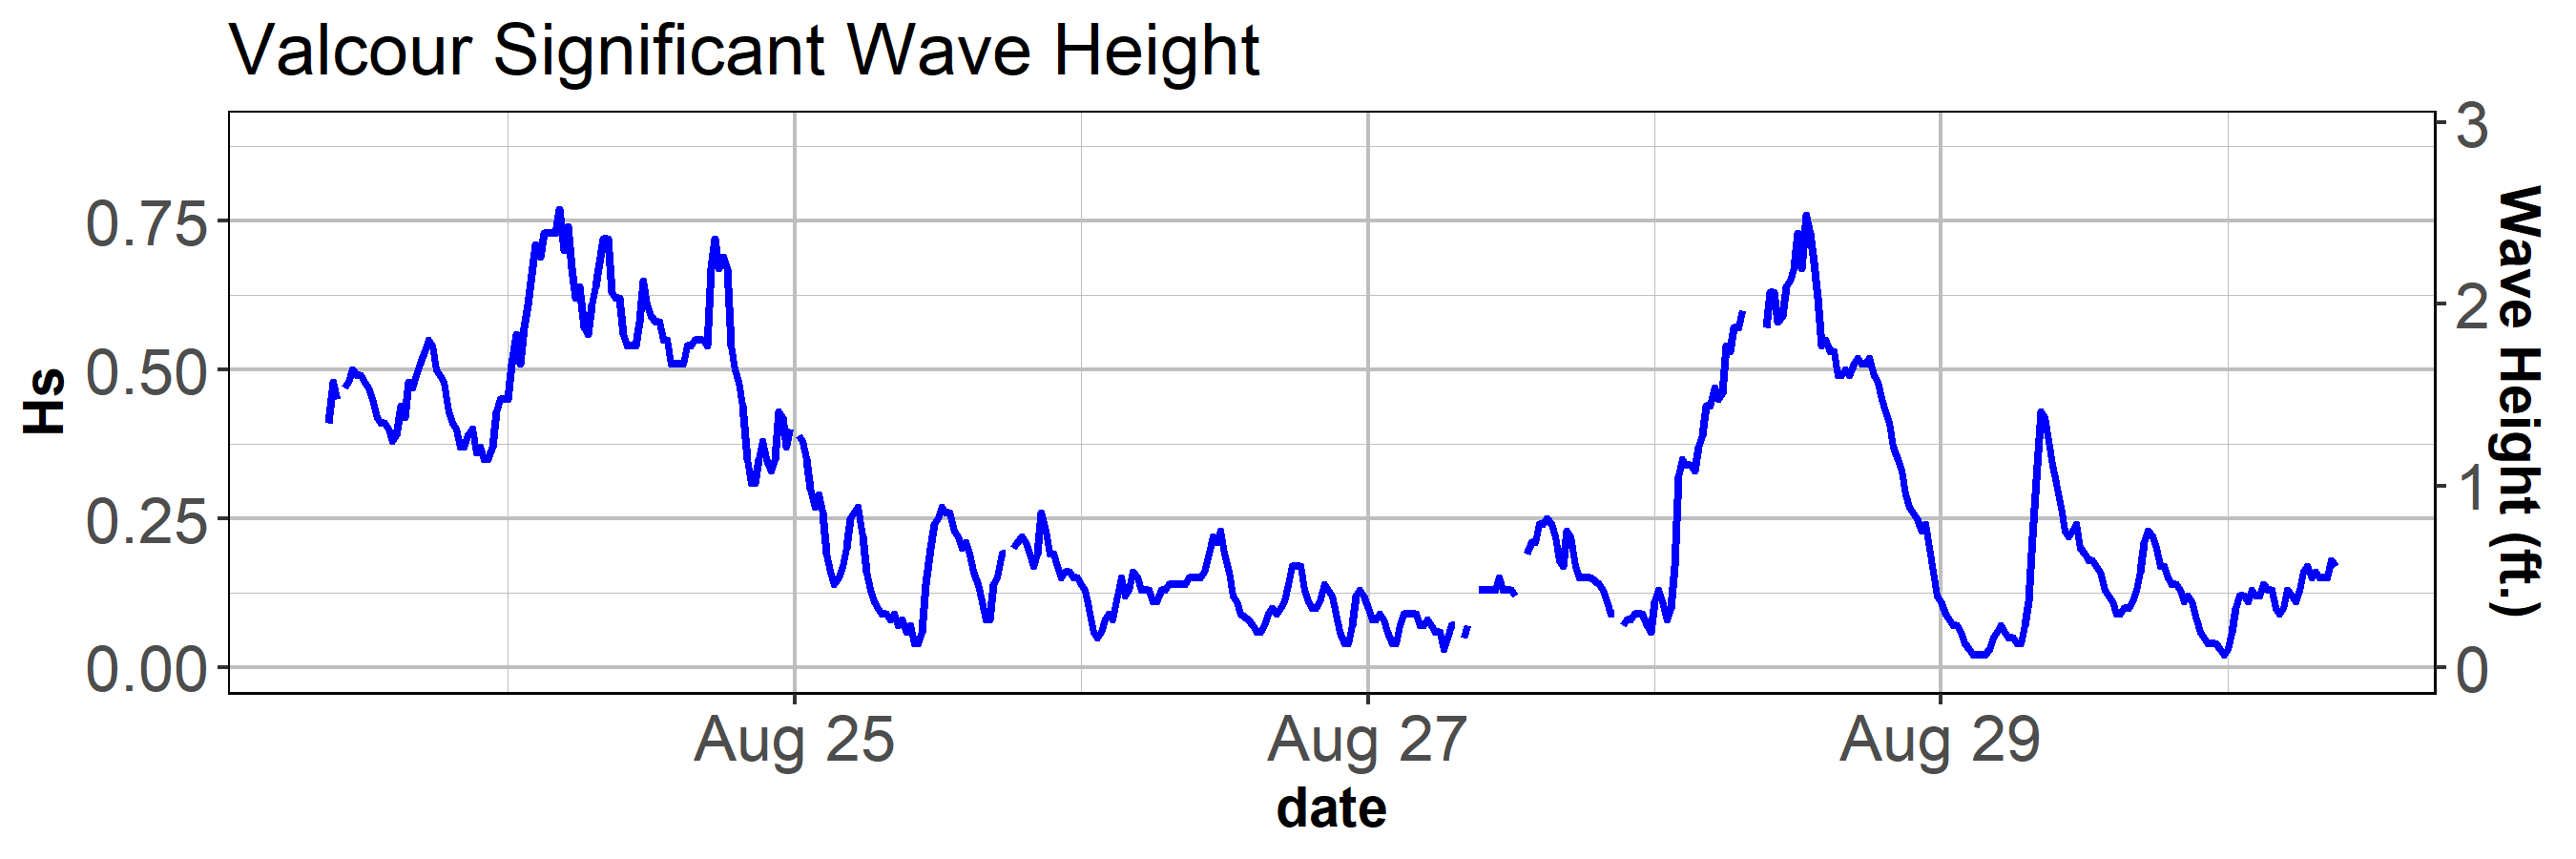 Valcour Significant Wave Height
Hs
0.75
0.50
0.25
0.00
3
2
1
0
Wave Height (ft.)
Aug 25
Aug 27
Aug 29
date